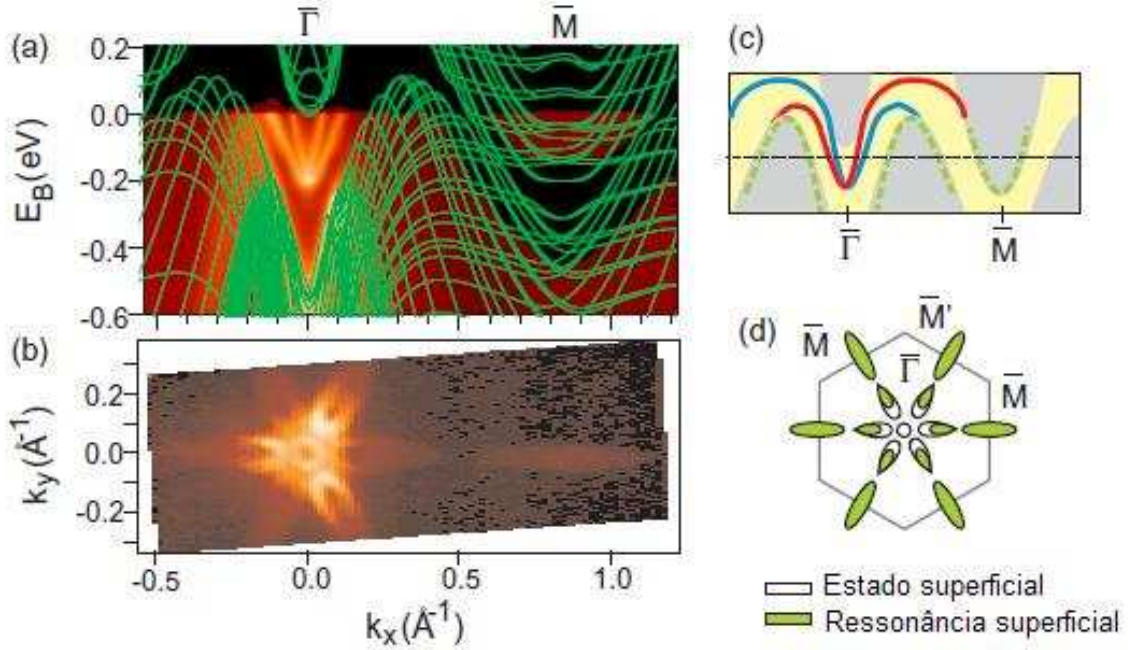 Γ̅ M̅
(a)
0.2
0.0
-0.2
-0.4
-0.6
E_B(eV)
(b)
0.2
0.0
-0.2
k_y(Å⁻¹)
-0.5 0.0 0.5 1.0
k_x(Å⁻¹)
(c)
Γ̅ M̅
(d)
M̅ M̅'
Γ̅
M̅
Estado superficial
Ressonância superficial